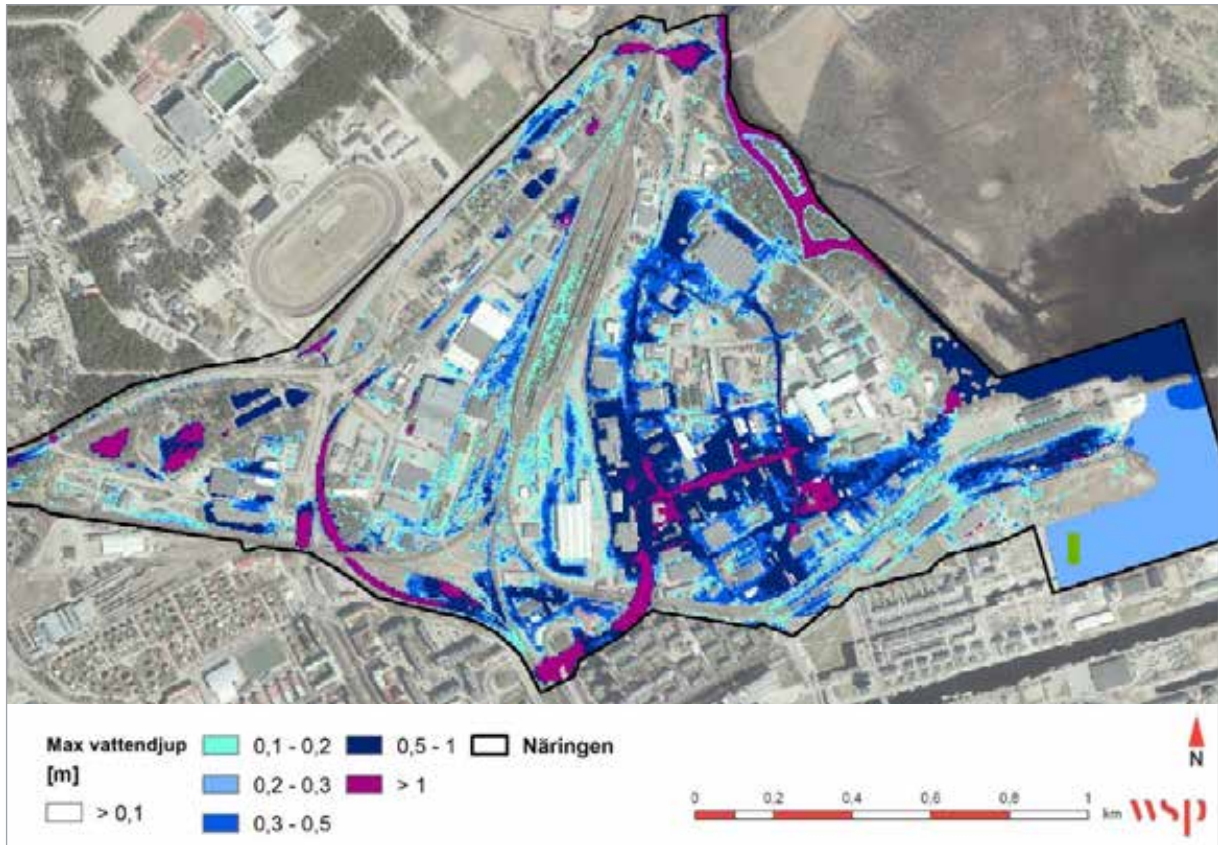 Max vattendjup
[m]
> 0,1
0,1 - 0,2
0,2 - 0,3
0,3 - 0,5
0,5 - 1
> 1
Näringen
0 0,2 0,4 0,6 0,8 1
km
N
wsp